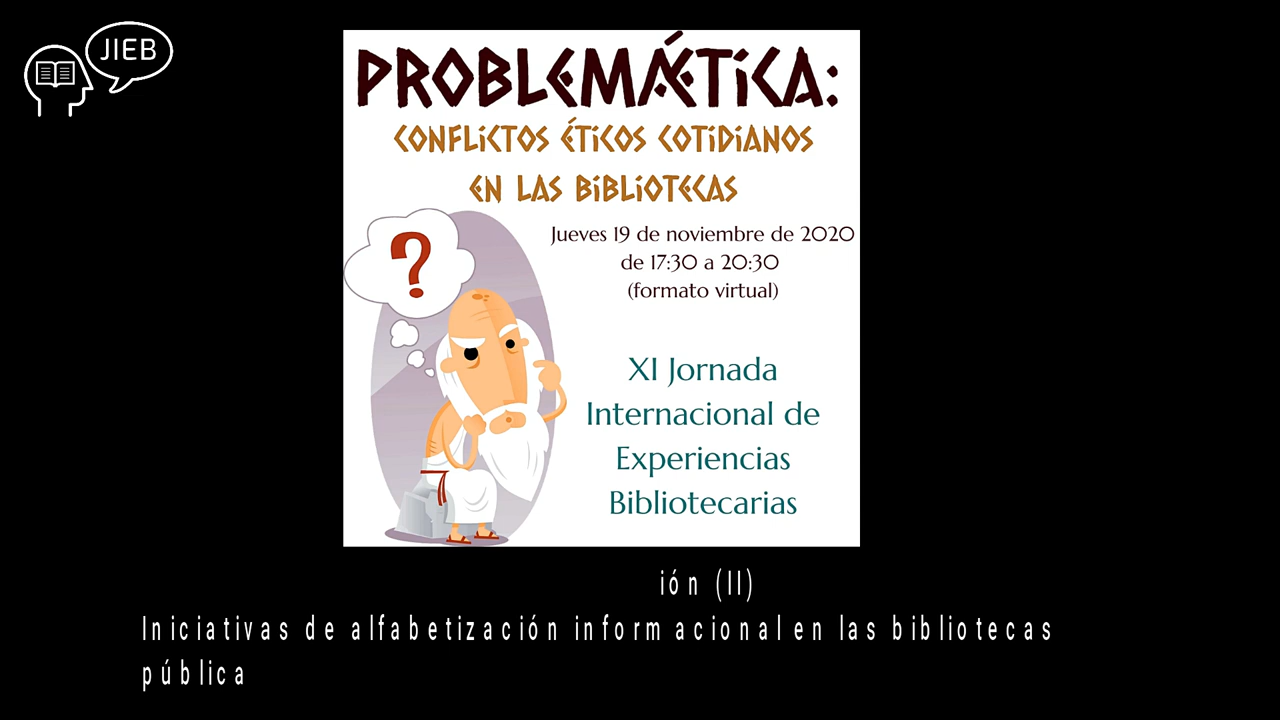 JIEB
PROBLEMǼTICA:
CONFLICTOS ÉTICOS COTIDIANOS
EN LAS BIBLIOTECAS
Jueves 19 de noviembre de 2020
de 17:30 a 20:30
(formato virtual)
?
XI Jornada
Internacional de
Experiencias
Bibliotecarias
ión (II)
Iniciativas de alfabetización informacional en las bibliotecas
pública